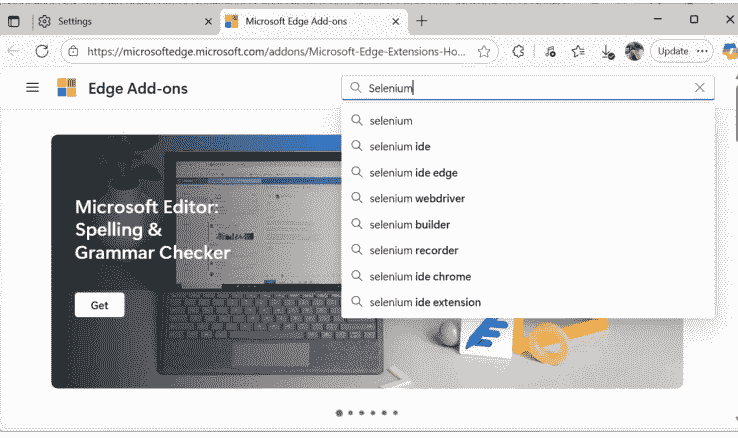 Settings
Microsoft Edge Add-ons
https://microsoftedge.microsoft.com/addons/Microsoft-Edge-Extensions-Ho...
Update
Edge Add-ons
Selenium
selenium
selenium ide
selenium ide edge
selenium webdriver
selenium builder
selenium recorder
selenium ide chrome
selenium ide extension
Microsoft Editor:
Spelling &
Grammar Checker
Get